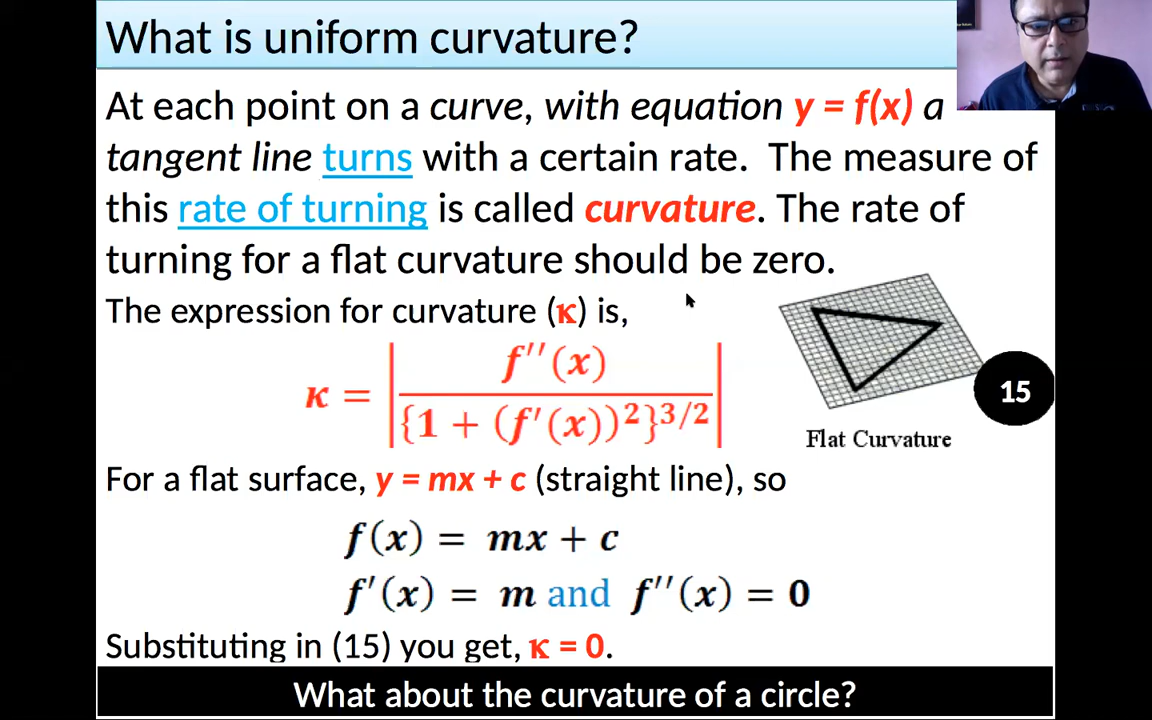 What is uniform curvature?
At each point on a curve, with equation y = f(x) a
tangent line turns with a certain rate. The measure of
this rate of turning is called curvature. The rate of
turning for a flat curvature should be zero.
The expression for curvature (κ) is,
κ = | f′′(x) / {1 + (f′(x))²}³/² |
15
Flat Curvature
For a flat surface, y = mx + c (straight line), so
f(x) = mx + c
f′(x) = m and f′′(x) = 0
Substituting in (15) you get, κ = 0.
What about the curvature of a circle?